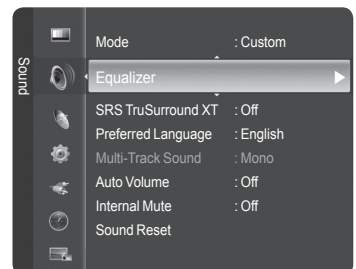 Sound
Mode : Custom
Equalizer
SRS TruSurround XT : Off
Preferred Language : English
Multi-Track Sound : Mono
Auto Volume : Off
Internal Mute : Off
Sound Reset